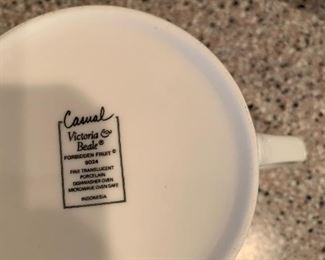 Casual
Victoria &
Beale®
FORBIDDEN FRUIT ©
9024
FINE TRANSLUCENT
PORCELAIN
DISHWASHER OVEN
MICROWAVE OVEN SAFE
INDONESIA